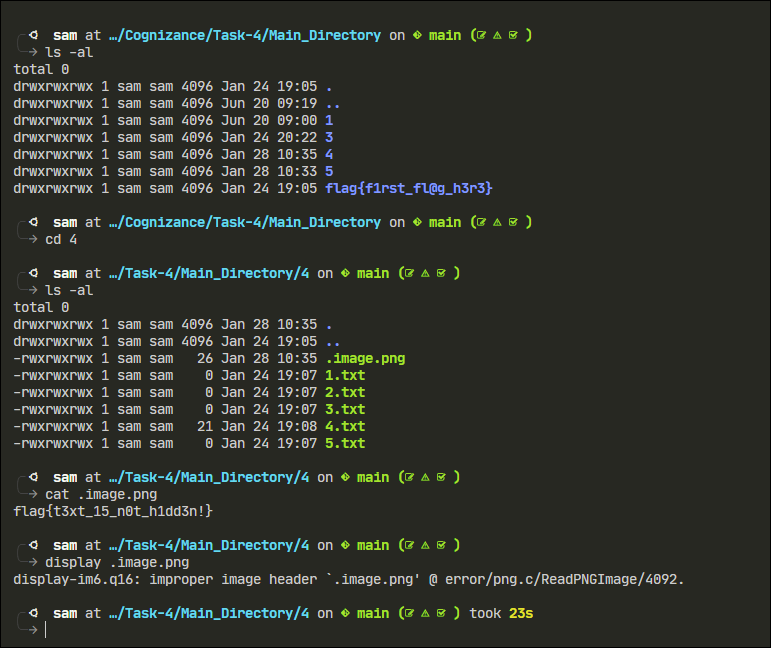 sam at …/Cognizance/Task-4/Main_Directory on main ( )
ls -al
total 0
drwxrwxrwx 1 sam sam 4096 Jan 24 19:05 .
drwxrwxrwx 1 sam sam 4096 Jun 20 09:19 ..
drwxrwxrwx 1 sam sam 4096 Jun 20 09:00 1
drwxrwxrwx 1 sam sam 4096 Jan 24 20:22 3
drwxrwxrwx 1 sam sam 4096 Jan 28 10:35 4
drwxrwxrwx 1 sam sam 4096 Jan 28 10:33 5
drwxrwxrwx 1 sam sam 4096 Jan 24 19:05 flag{f1rst_fl@g_h3r3}
sam at …/Cognizance/Task-4/Main_Directory on main ( )
cd 4
sam at …/Task-4/Main_Directory/4 on main ( )
ls -al
total 0
drwxrwxrwx 1 sam sam 4096 Jan 28 10:35 .
drwxrwxrwx 1 sam sam 4096 Jan 24 19:05 ..
-rwxrwxrwx 1 sam sam   26 Jan 28 10:35 .image.png
-rwxrwxrwx 1 sam sam    0 Jan 24 19:07 1.txt
-rwxrwxrwx 1 sam sam    0 Jan 24 19:07 2.txt
-rwxrwxrwx 1 sam sam    0 Jan 24 19:07 3.txt
-rwxrwxrwx 1 sam sam   21 Jan 24 19:08 4.txt
-rwxrwxrwx 1 sam sam    0 Jan 24 19:07 5.txt
sam at …/Task-4/Main_Directory/4 on main ( )
cat .image.png
flag{t3xt_15_n0t_h1dd3n!}
sam at …/Task-4/Main_Directory/4 on main ( )
display .image.png
display-im6.q16: improper image header `.image.png' @ error/png.c/ReadPNGImage/4092.
sam at …/Task-4/Main_Directory/4 on main ( ) took 23s